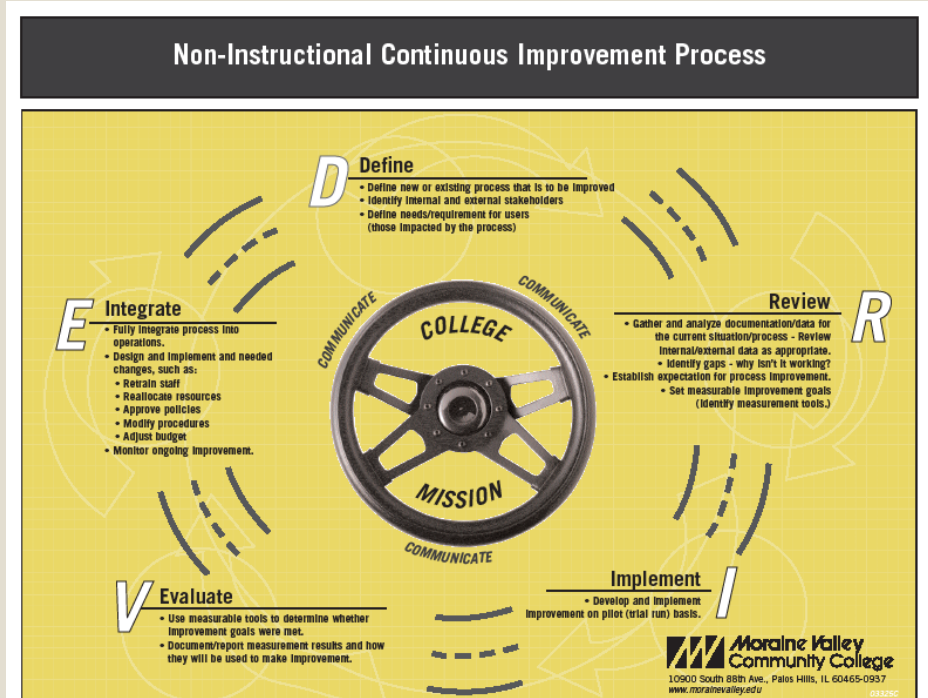 Non-Instructional Continuous Improvement Process
D
Define
• Define new or existing process that is to be improved
• Identify internal and external stakeholders
• Define needs/requirement for users
(those impacted by the process)
R
Review
• Gather and analyze documentation/data for
the current situation/process - Review
internal/external data as appropriate.
• Identify gaps - why isn't it working?
• Establish expectation for process improvement.
• Set measurable improvement goals
(identify measurement tools.)
I
Implement
• Develop and implement
improvement on pilot (trial run) basis.
V
Evaluate
• Use measurable tools to determine whether
improvement goals were met.
• Document/report measurement results and how
they will be used to make improvement.
E
Integrate
• Fully integrate process into
operations.
• Design and implement and needed
changes, such as:
• Retrain staff
• Reallocate resources
• Approve policies
• Modify procedures
• Adjust budget
• Monitor ongoing improvement.
COMMUNICATE
COMMUNICATE
COLLEGE
MISSION
COMMUNICATE
Moraine Valley
Community College
10900 South 88th Ave., Palos Hills, IL 60465-0937
www.morainevalley.edu